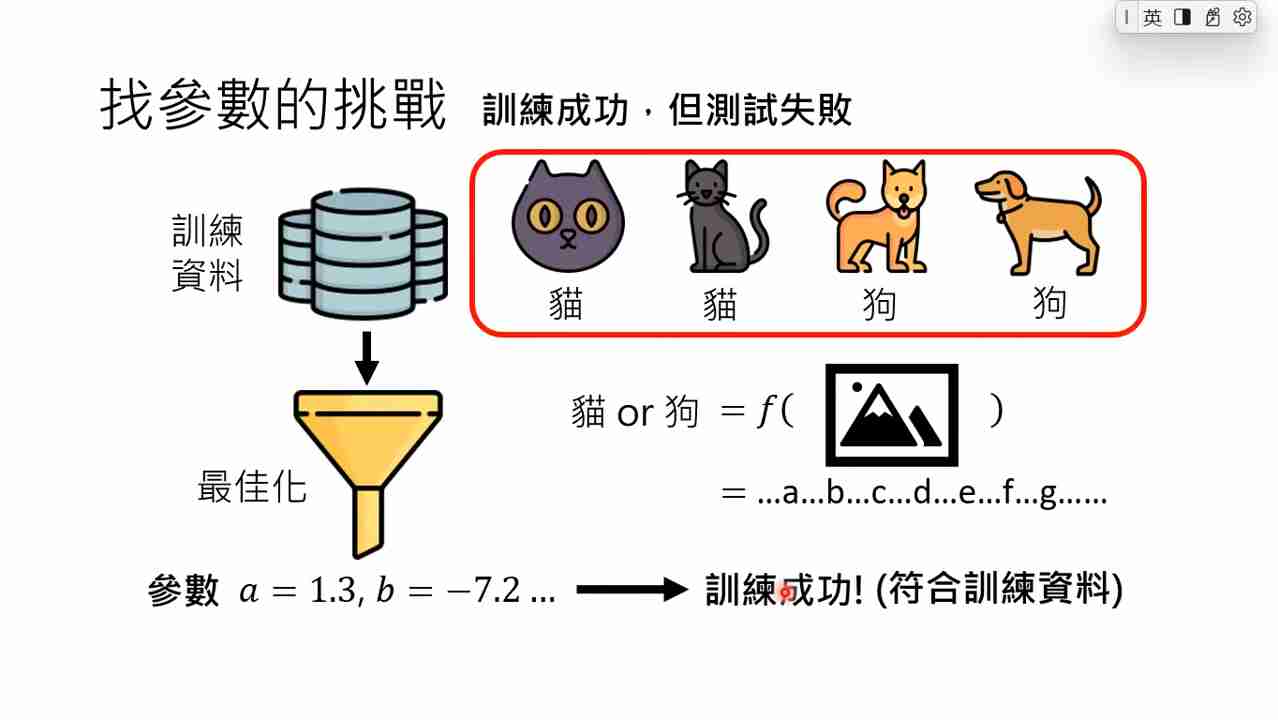 英
找參數的挑戰 訓練成功，但測試失敗
訓練
資料
貓 貓 狗 狗
貓 or 狗 = f( )
= …a…b…c…d…e…f…g……
最佳化
參數 a = 1.3, b = −7.2 … 訓練成功! (符合訓練資料)